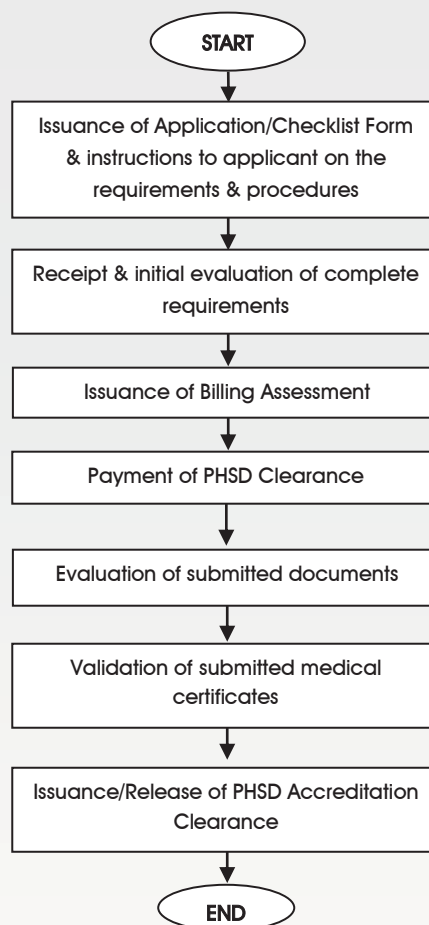 START
Issuance of Application/Checklist Form
& instructions to applicant on the
requirements & procedures
Receipt & initial evaluation of complete
requirements
Issuance of Billing Assessment
Payment of PHSD Clearance
Evaluation of submitted documents
Validation of submitted medical
certificates
Issuance/Release of PHSD Accreditation
Clearance
END